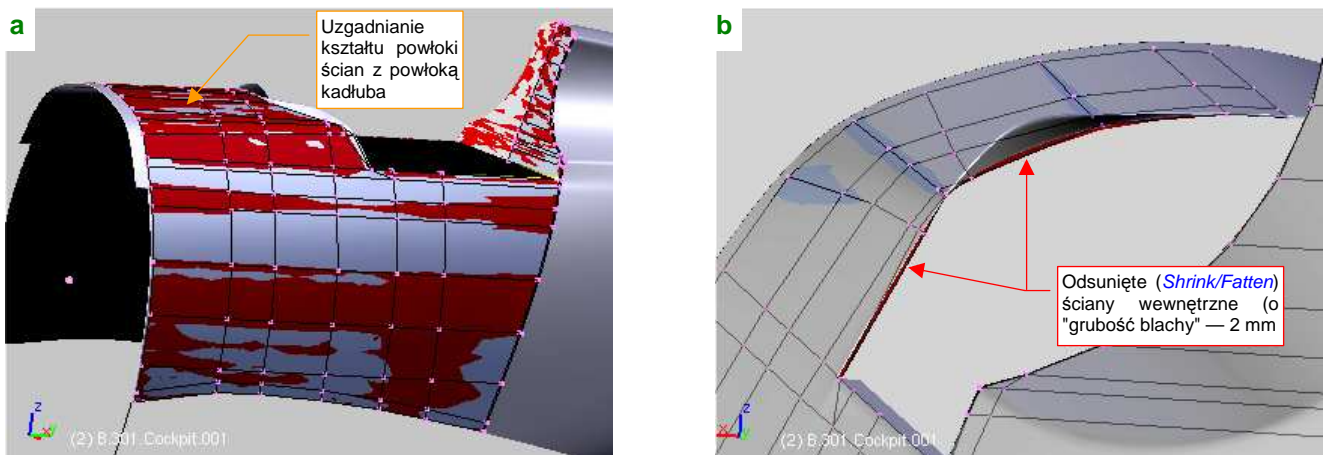 a
Uzgadnianie
kształtu powłoki
ścian z powłoką
kadłuba
z
y
(2) B.301.Cockpit.001
b
Odsunięte (Shrink/Fatten)
ściany wewnętrzne (o
"grubość blachy" — 2 mm
z
x
y
(2) B.301.Cockpit.001